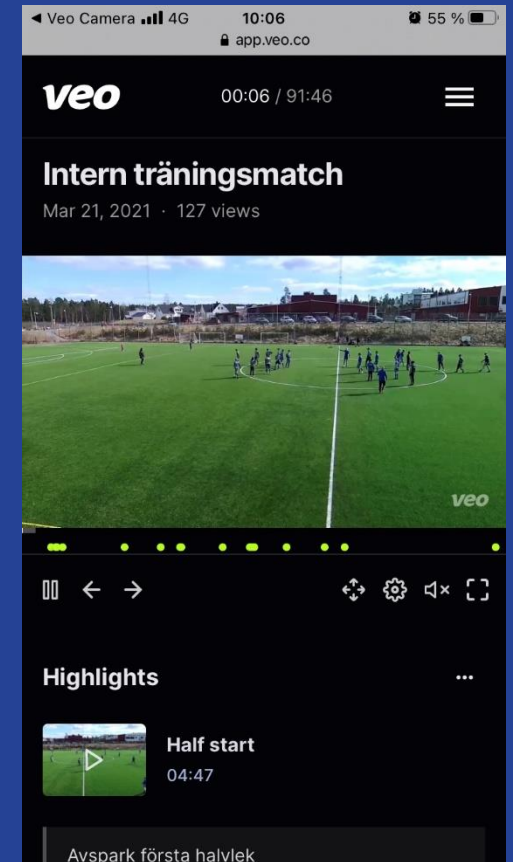 ◀ Veo Camera 4G 10:06 55 %
app.veo.co
veo 00:06 / 91:46
Intern träningsmatch
Mar 21, 2021 · 127 views
veo
Highlights
Half start
04:47
Avspark första halvlek